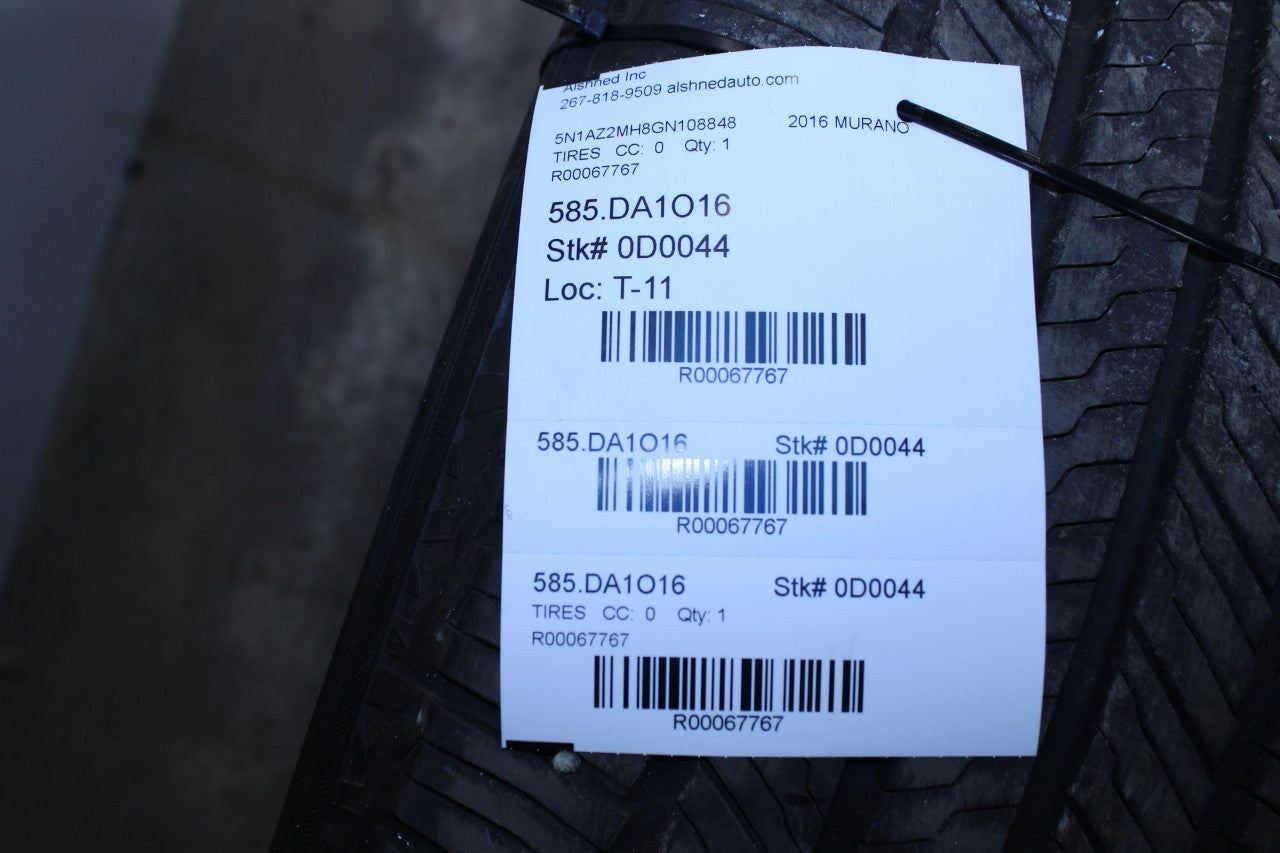 Alshned Inc
267-818-9509 alshnedauto.com
5N1AZ2MH8GN108848 2016 MURANO
TIRES CC: 0 Qty: 1
R00067767
585.DA1O16
Stk# 0D0044
Loc: T-11
R00067767
585.DA1O16 Stk# 0D0044
R00067767
585.DA1O16 Stk# 0D0044
TIRES CC: 0 Qty: 1
R00067767
R00067767